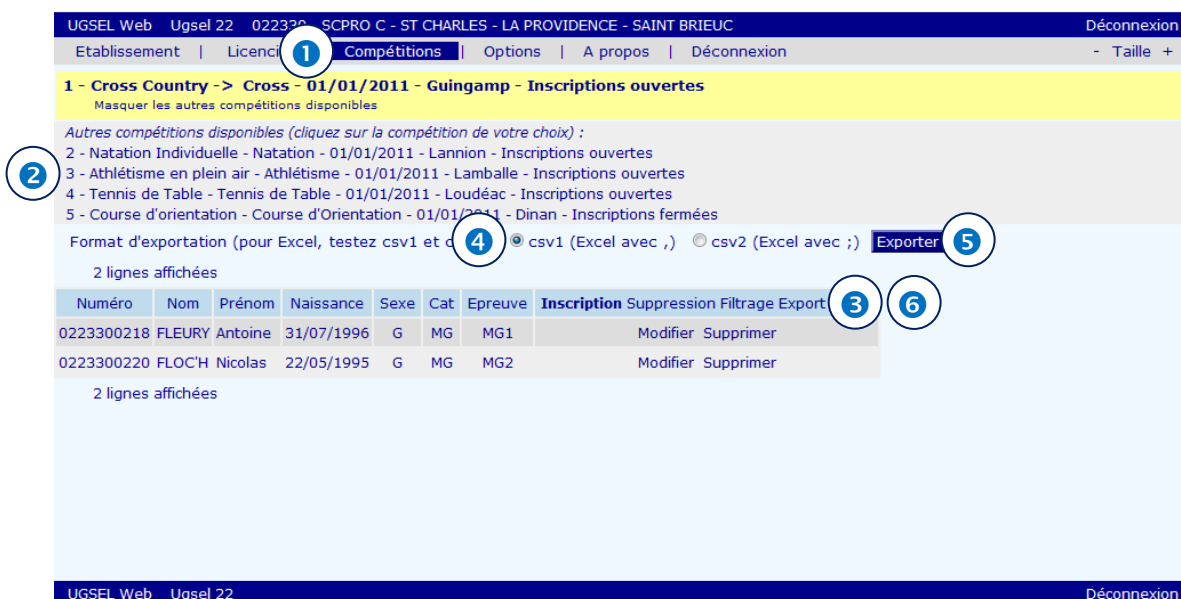 UGSEL Web Ugsel 22 022330 - SCPRO C - ST CHARLES - LA PROVIDENCE - SAINT BRIEUC Déconnexion
Etablissement | Licenci 1 Compétitions | Options | A propos | Déconnexion - Taille +
1 - Cross Country -> Cross - 01/01/2011 - Guingamp - Inscriptions ouvertes
Masquer les autres compétitions disponibles
Autres compétitions disponibles (cliquez sur la compétition de votre choix) :
2 - Natation Individuelle - Natation - 01/01/2011 - Lannion - Inscriptions ouvertes
2 3 - Athlétisme en plein air - Athlétisme - 01/01/2011 - Lamballe - Inscriptions ouvertes
4 - Tennis de Table - Tennis de Table - 01/01/2011 - Loudéac - Inscriptions ouvertes
5 - Course d'orientation - Course d'Orientation - 01/01/2011 - Dinan - Inscriptions fermées
Format d'exportation (pour Excel, testez csv1 et c 4 csv1 (Excel avec ,) csv2 (Excel avec ;) Exporter 5
2 lignes affichées
Numéro Nom Prénom Naissance Sexe Cat Epreuve Inscription Suppression Filtrage Export 3 6
0223300218 FLEURY Antoine 31/07/1996 G MG MG1 Modifier Supprimer
0223300220 FLOC'H Nicolas 22/05/1995 G MG MG2 Modifier Supprimer
2 lignes affichées
UGSEL Web Ugsel 22 Déconnexion